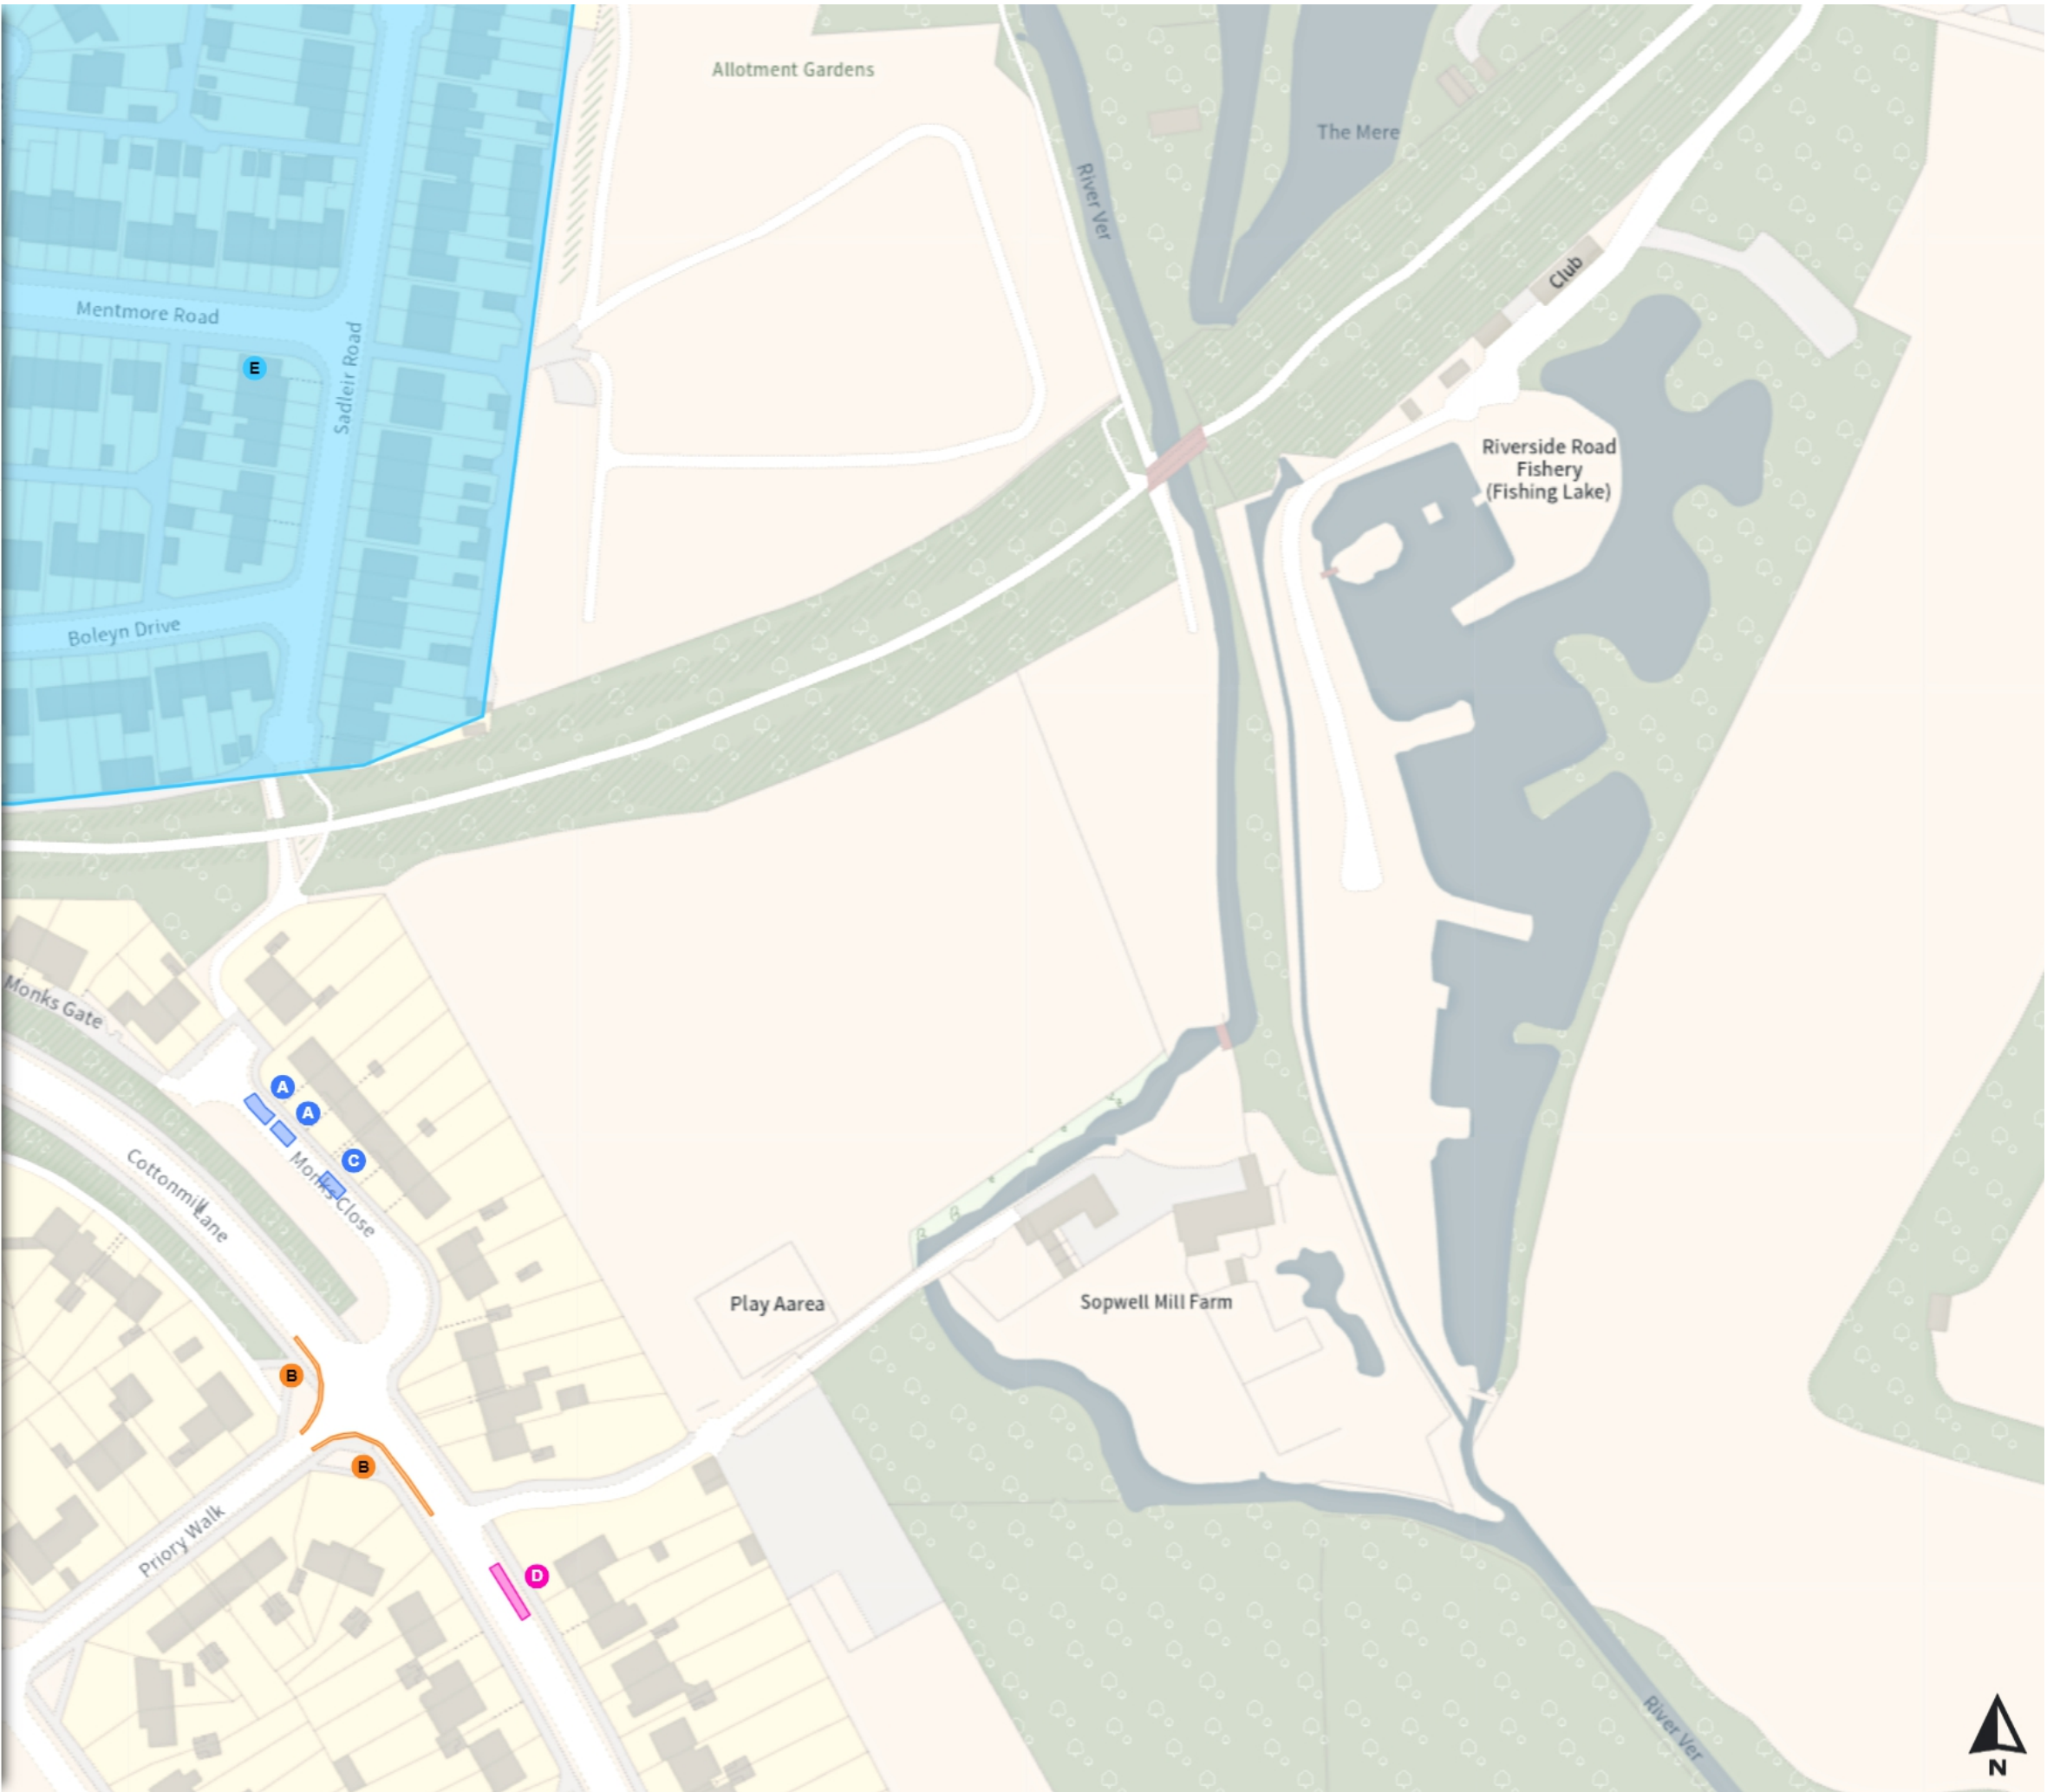 Allotment Gardens
The Mere
River Ver
Club
Mentmore Road
Sadleir Road
E
Riverside Road
Fishery
(Fishing Lake)
Boleyn Drive
Monks Gate
A
A
C
Monks Close
Cottonmill Lane
Play Aarea
Sopwell Mill Farm
B
B
Priory Walk
D
River Ver
N